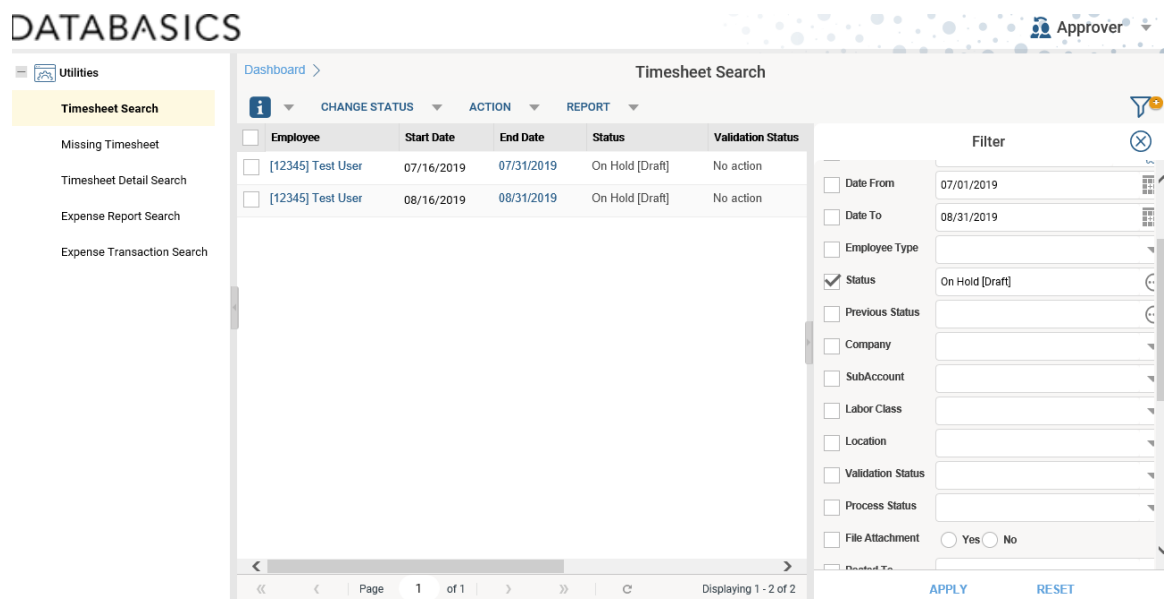 DATABASICS
Approver
Utilities
Timesheet Search
Missing Timesheet
Timesheet Detail Search
Expense Report Search
Expense Transaction Search
Dashboard
Timesheet Search
CHANGE STATUS ACTION REPORT
Employee Start Date End Date Status Validation Status
[12345] Test User 07/16/2019 07/31/2019 On Hold [Draft] No action
[12345] Test User 08/16/2019 08/31/2019 On Hold [Draft] No action
Page 1 of 1 Displaying 1 - 2 of 2
Filter
Date From 07/01/2019
Date To 08/31/2019
Employee Type
Status On Hold [Draft]
Previous Status
Company
SubAccount
Labor Class
Location
Validation Status
Process Status
File Attachment Yes No
Posted To
APPLY RESET